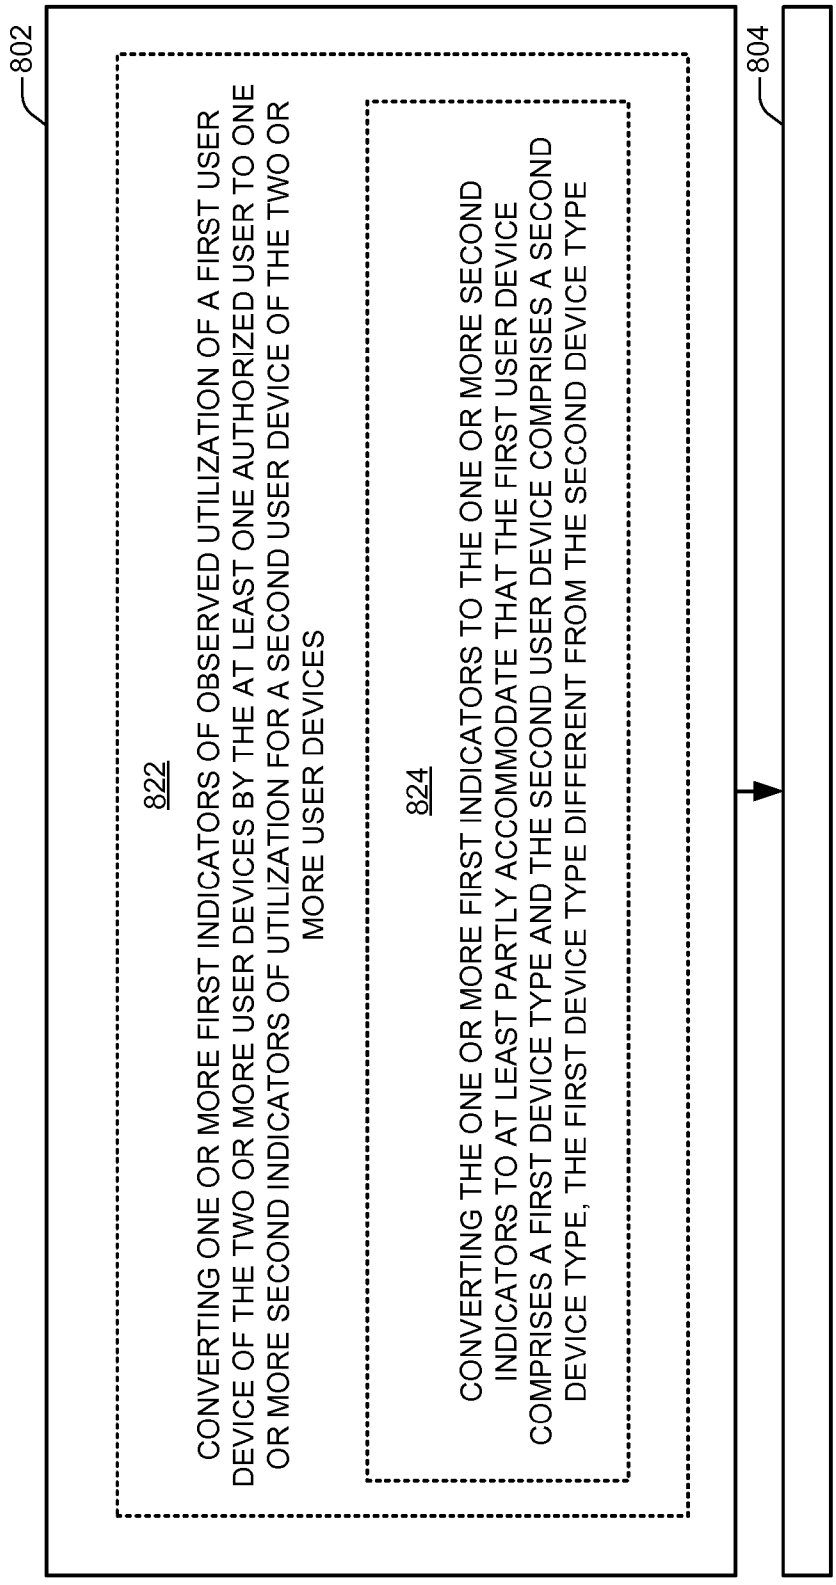 802
822
CONVERTING ONE OR MORE FIRST INDICATORS OF OBSERVED UTILIZATION OF A FIRST USER
DEVICE OF THE TWO OR MORE USER DEVICES BY THE AT LEAST ONE AUTHORIZED USER TO ONE
OR MORE SECOND INDICATORS OF UTILIZATION FOR A SECOND USER DEVICE OF THE TWO OR
MORE USER DEVICES
824
CONVERTING THE ONE OR MORE FIRST INDICATORS TO THE ONE OR MORE SECOND
INDICATORS TO AT LEAST PARTLY ACCOMMODATE THAT THE FIRST USER DEVICE
COMPRISES A FIRST DEVICE TYPE AND THE SECOND USER DEVICE COMPRISES A SECOND
DEVICE TYPE, THE FIRST DEVICE TYPE DIFFERENT FROM THE SECOND DEVICE TYPE
804